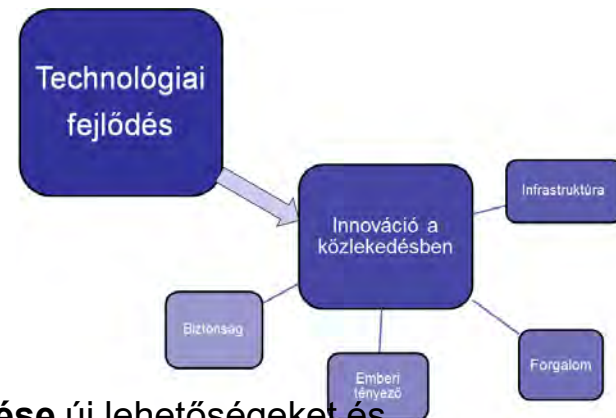 Technológiai
fejlődés
Innováció a
közlekedésben
Infrastruktúra
Biztonság
Emberi
tényező
Forgalom
új lehetőségeket és